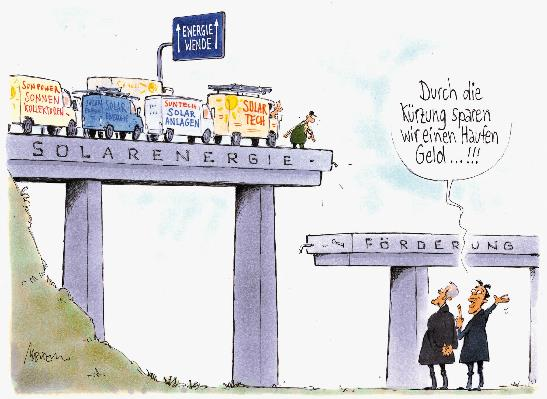 ENERGIE
WENDE
SUNPOWER
SONNEN
KOLLEKTOREN
SOLAR
SUNTECH
SOLAR
ANLAGEN
SOLAR
TECH
SOLARENERGIE
Durch die
Kürzung sparen
wir einen Haufen
Geld...!!!
FÖRDERUNG